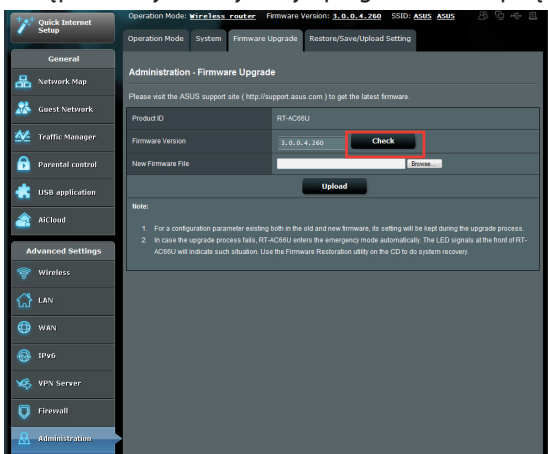 Quick Internet
Setup
Operation Mode: Wireless router Firmware Version: 3.0.0.4.260 SSID: ASUS ASUS
Operation Mode System Firmware Upgrade Restore/Save/Upload Setting
General
Network Map
Guest Network
Traffic Manager
Parental control
USB application
AiCloud
Advanced Settings
Wireless
LAN
WAN
IPv6
VPN Server
Firewall
Administration
Administration - Firmware Upgrade
Please visit the ASUS support site ( http://support.asus.com ) to get the latest firmware.
Product ID RT-AC66U
Firmware Version 3.0.0.4.260 Check
New Firmware File Browse...
Upload
Note:
1. For a configuration parameter existing both in the old and new firmware, its setting will be kept during the upgrade process.
2. In case the upgrade process fails, RT-AC66U enters the emergency mode automatically. The LED signals at the front of RT-
AC66U will indicate such situation. Use the Firmware Restoration utility on the CD to do system recovery.